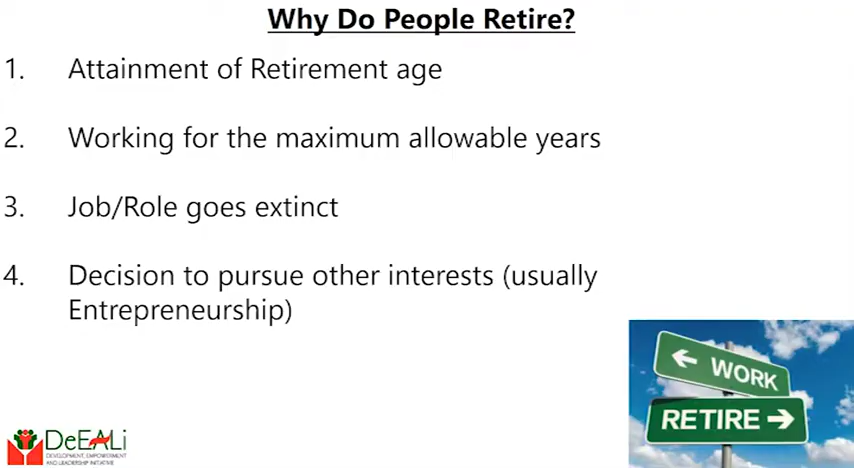 Why Do People Retire?
1. Attainment of Retirement age
2. Working for the maximum allowable years
3. Job/Role goes extinct
4. Decision to pursue other interests (usually
Entrepreneurship)
← WORK
RETIRE →
DeEALi
DEVELOPMENT, EMPOWERMENT
AND LEADERSHIP INITIATIVE